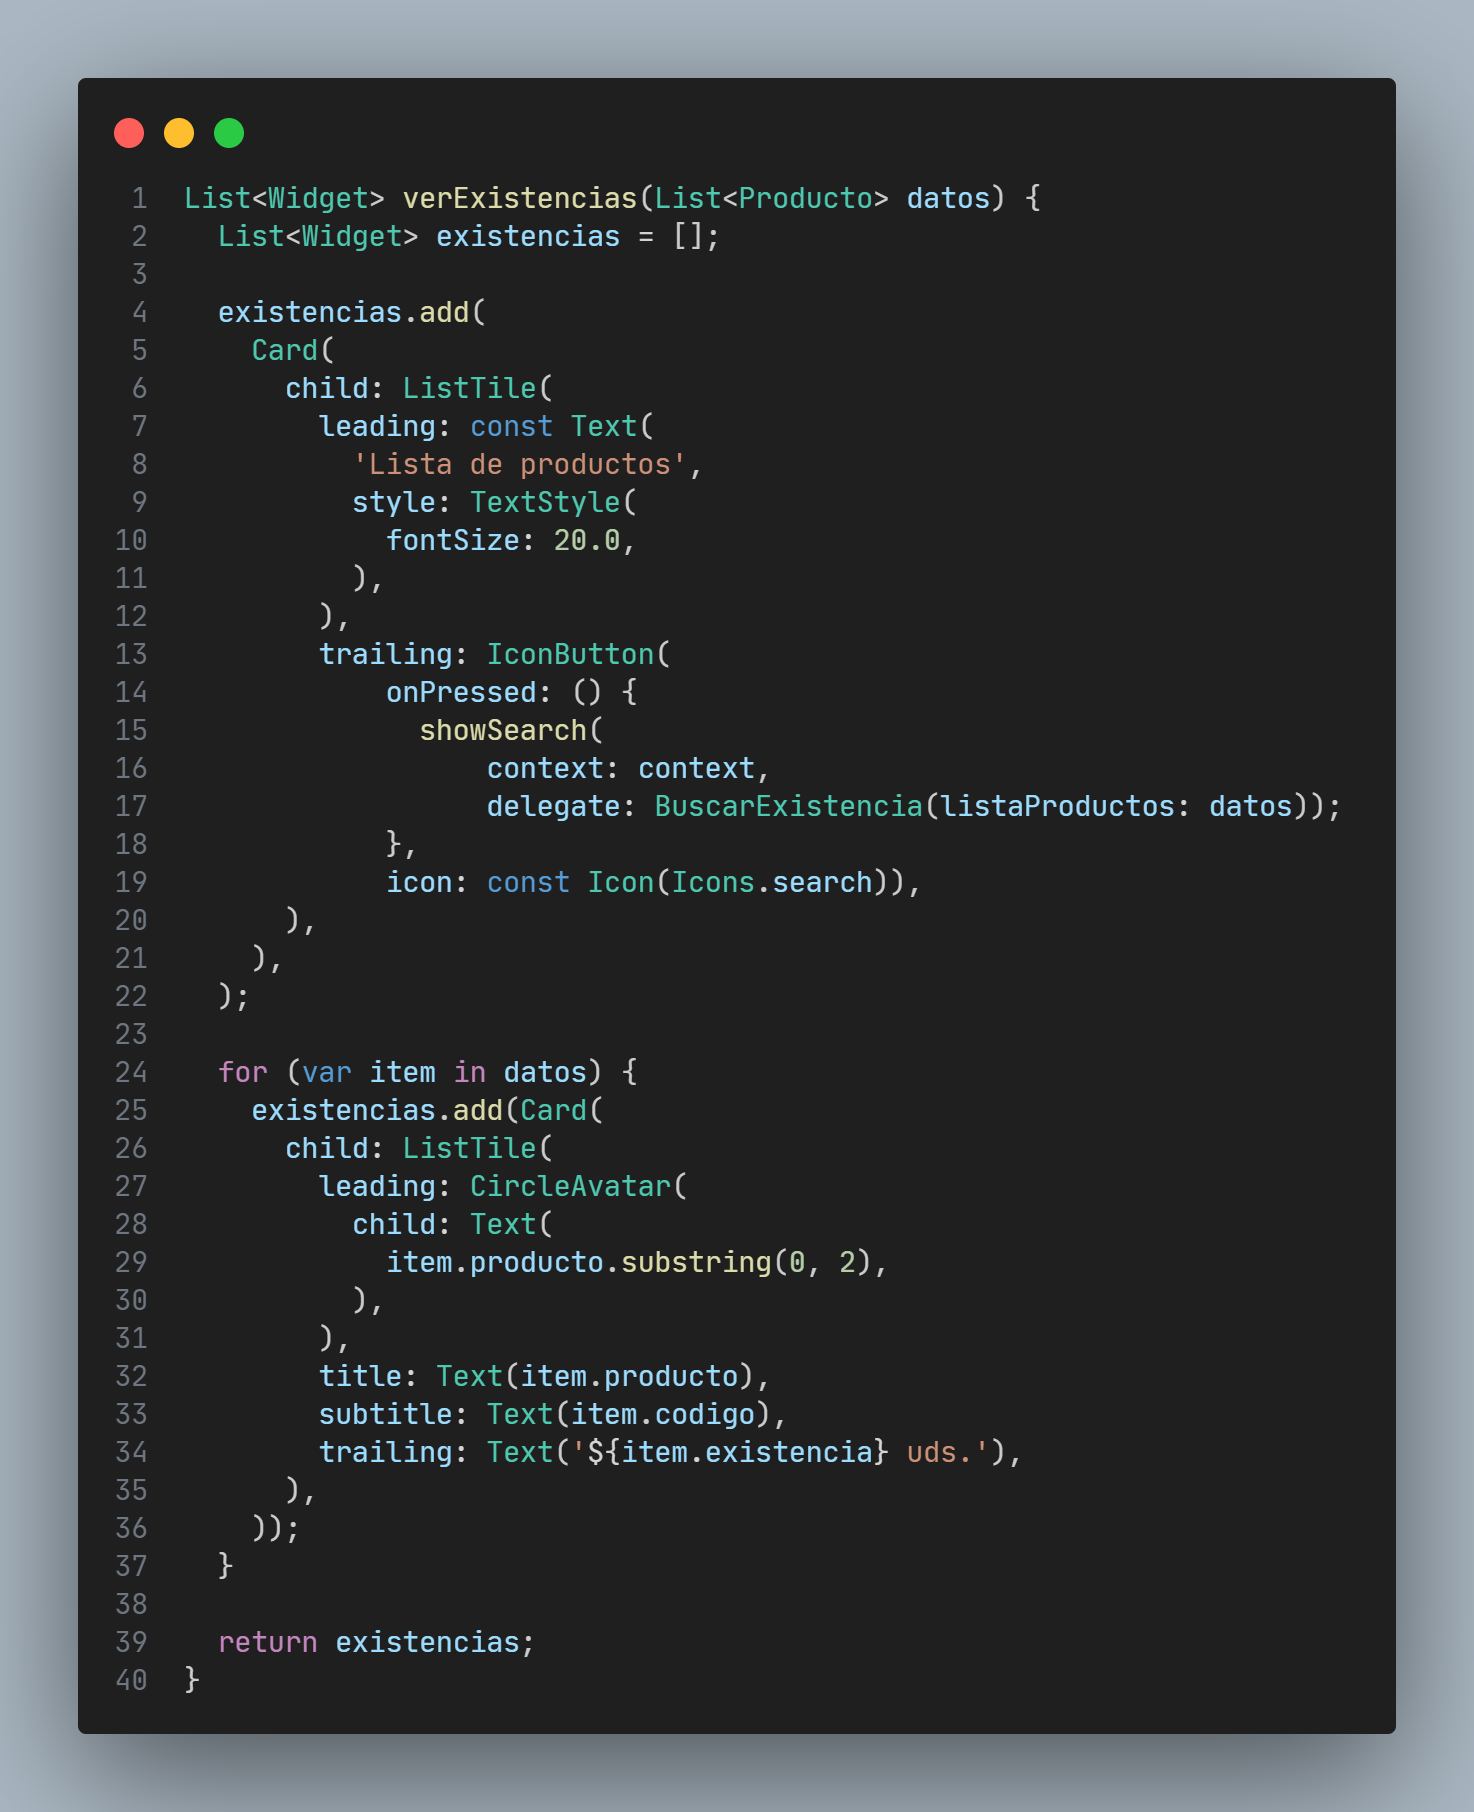 1 List<Widget> verExistencias(List<Producto> datos) {
2   List<Widget> existencias = [];
3
4   existencias.add(
5     Card(
6       child: ListTile(
7         leading: const Text(
8           'Lista de productos',
9           style: TextStyle(
10             fontSize: 20.0,
11           ),
12         ),
13         trailing: IconButton(
14             onPressed: () {
15               showSearch(
16                   context: context,
17                   delegate: BuscarExistencia(listaProductos: datos));
18             },
19             icon: const Icon(Icons.search)),
20       ),
21     ),
22   );
23
24   for (var item in datos) {
25     existencias.add(Card(
26       child: ListTile(
27         leading: CircleAvatar(
28           child: Text(
29             item.producto.substring(0, 2),
30           ),
31         ),
32         title: Text(item.producto),
33         subtitle: Text(item.codigo),
34         trailing: Text('${item.existencia} uds.'),
35       ),
36     ));
37   }
38
39   return existencias;
40 }